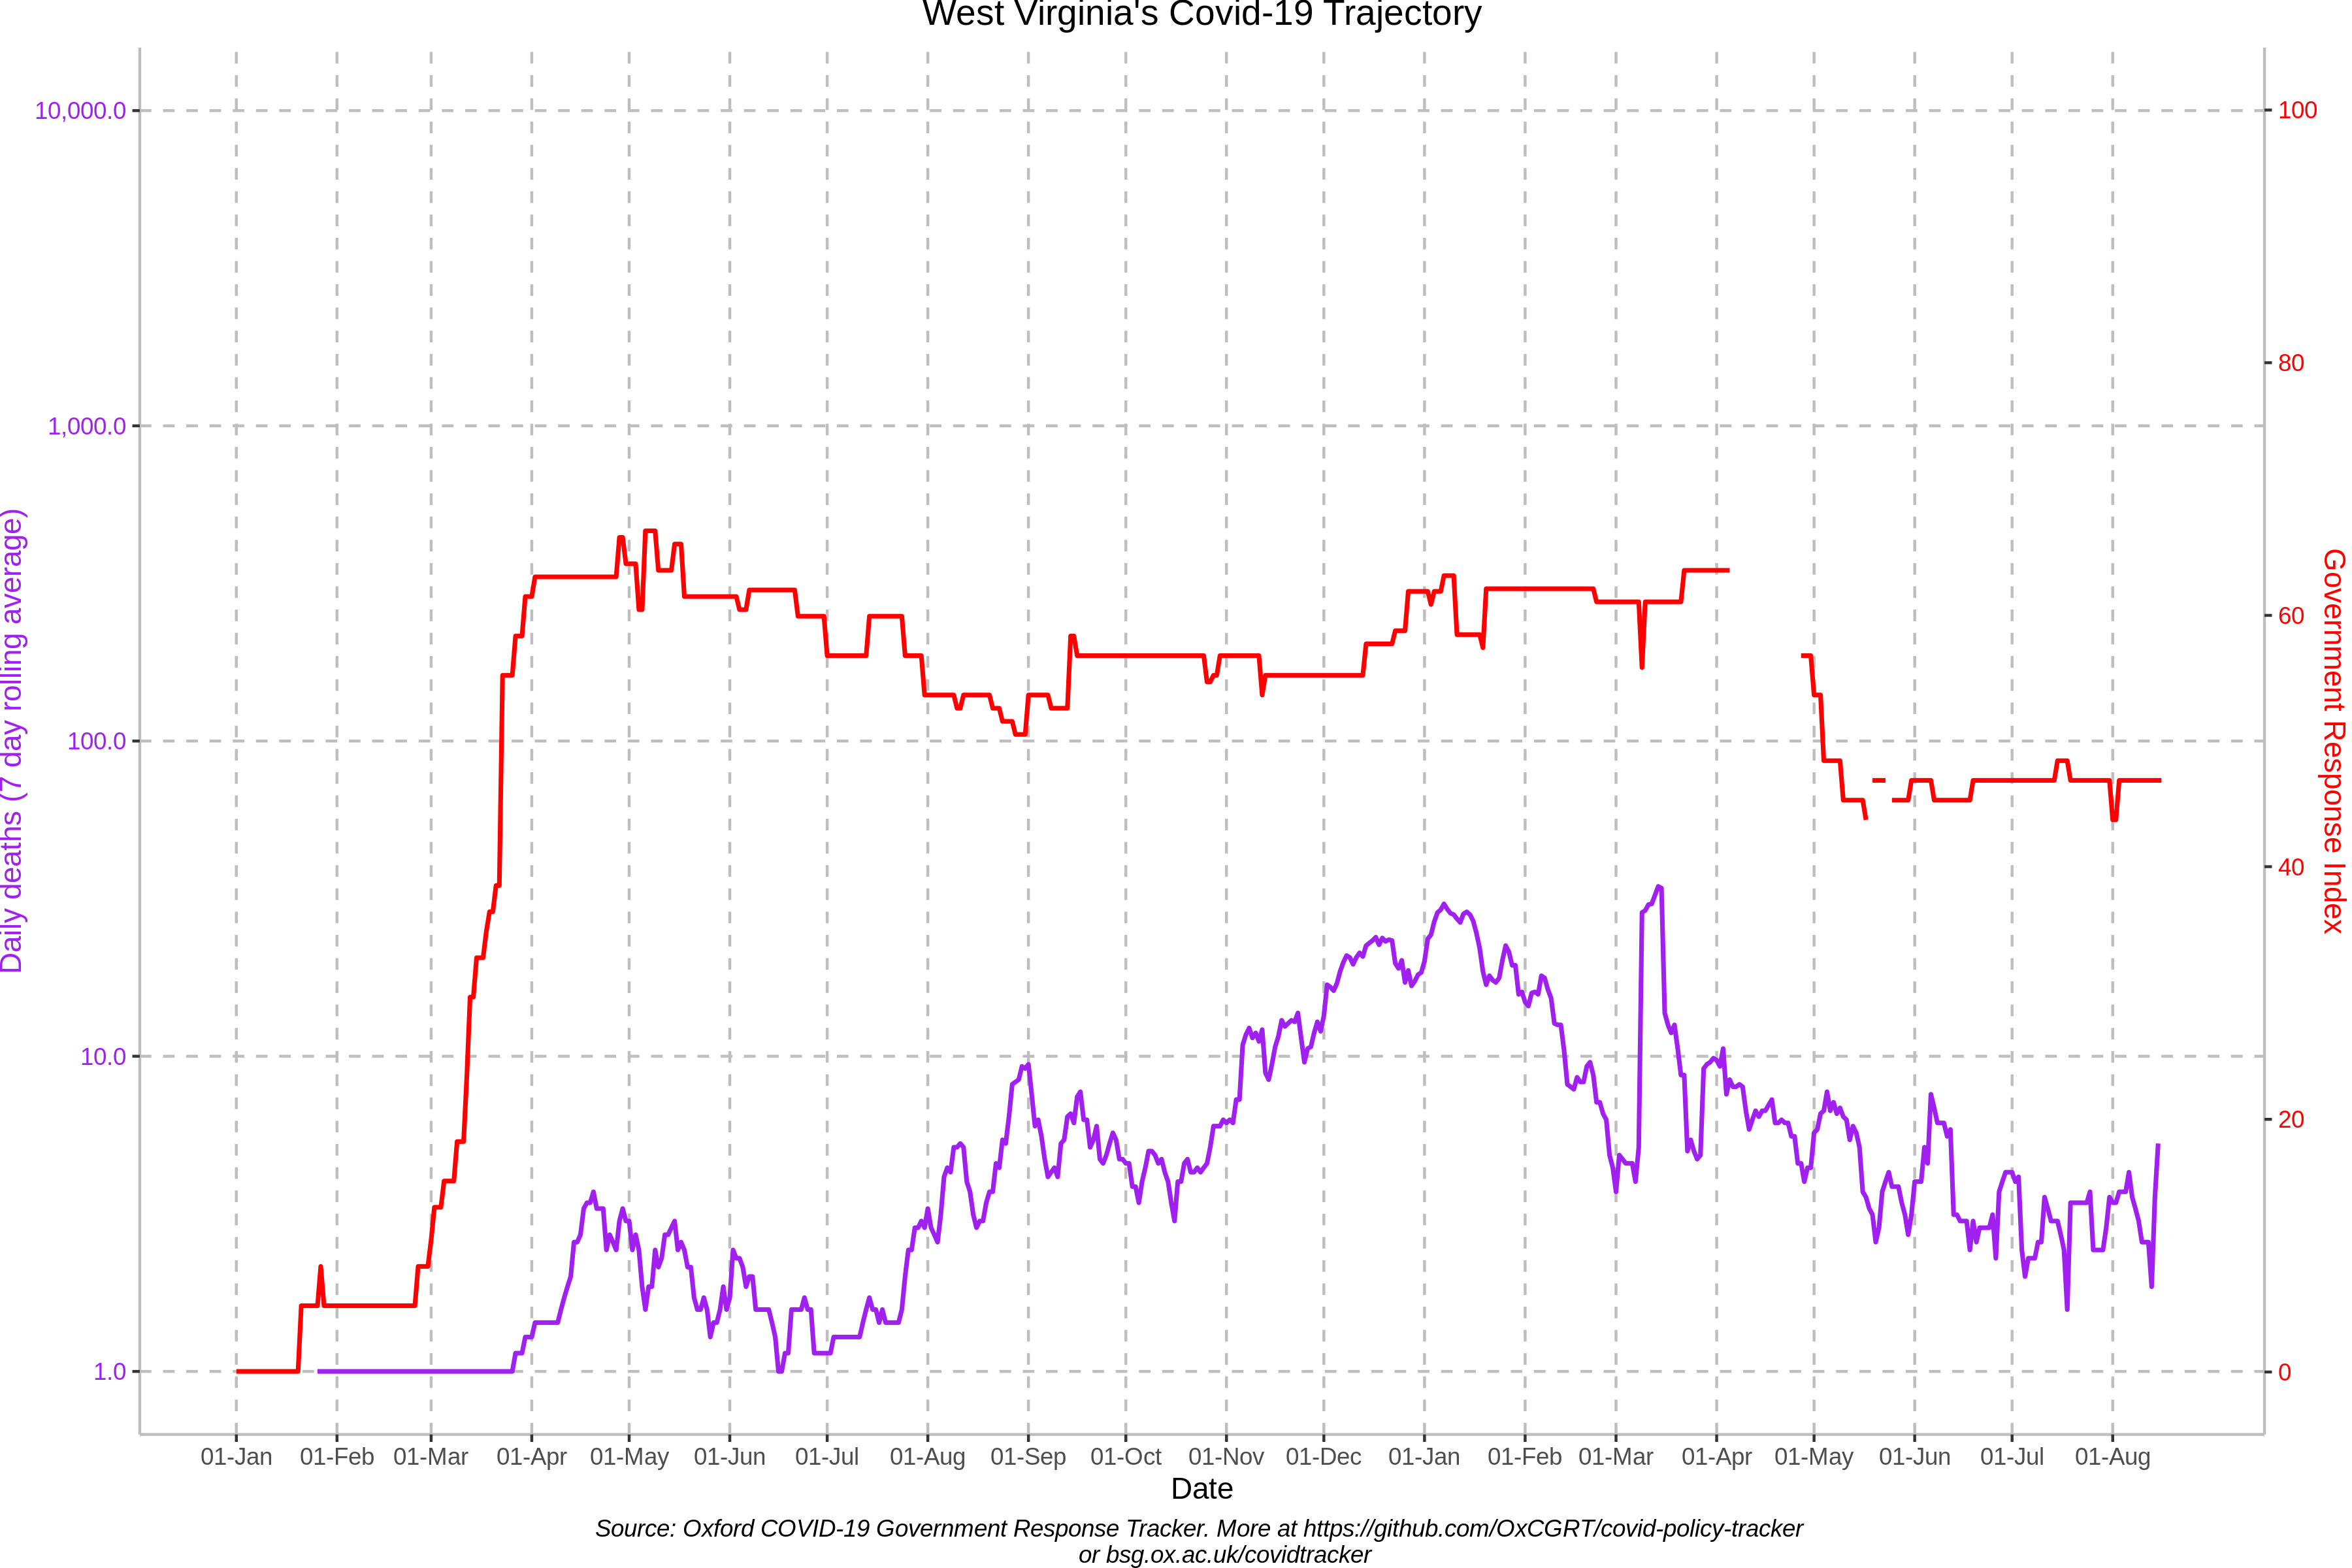 West Virginia's Covid-19 Trajectory
10,000.0
1,000.0
100.0
10.0
1.0
Daily deaths (7 day rolling average)
100
80
60
40
20
0
Government Response Index
01-Jan 01-Feb 01-Mar 01-Apr 01-May 01-Jun 01-Jul 01-Aug 01-Sep 01-Oct 01-Nov 01-Dec 01-Jan 01-Feb 01-Mar 01-Apr 01-May 01-Jun 01-Jul 01-Aug
Date
Source: Oxford COVID-19 Government Response Tracker. More at https://github.com/OxCGRT/covid-policy-tracker
or bsg.ox.ac.uk/covidtracker